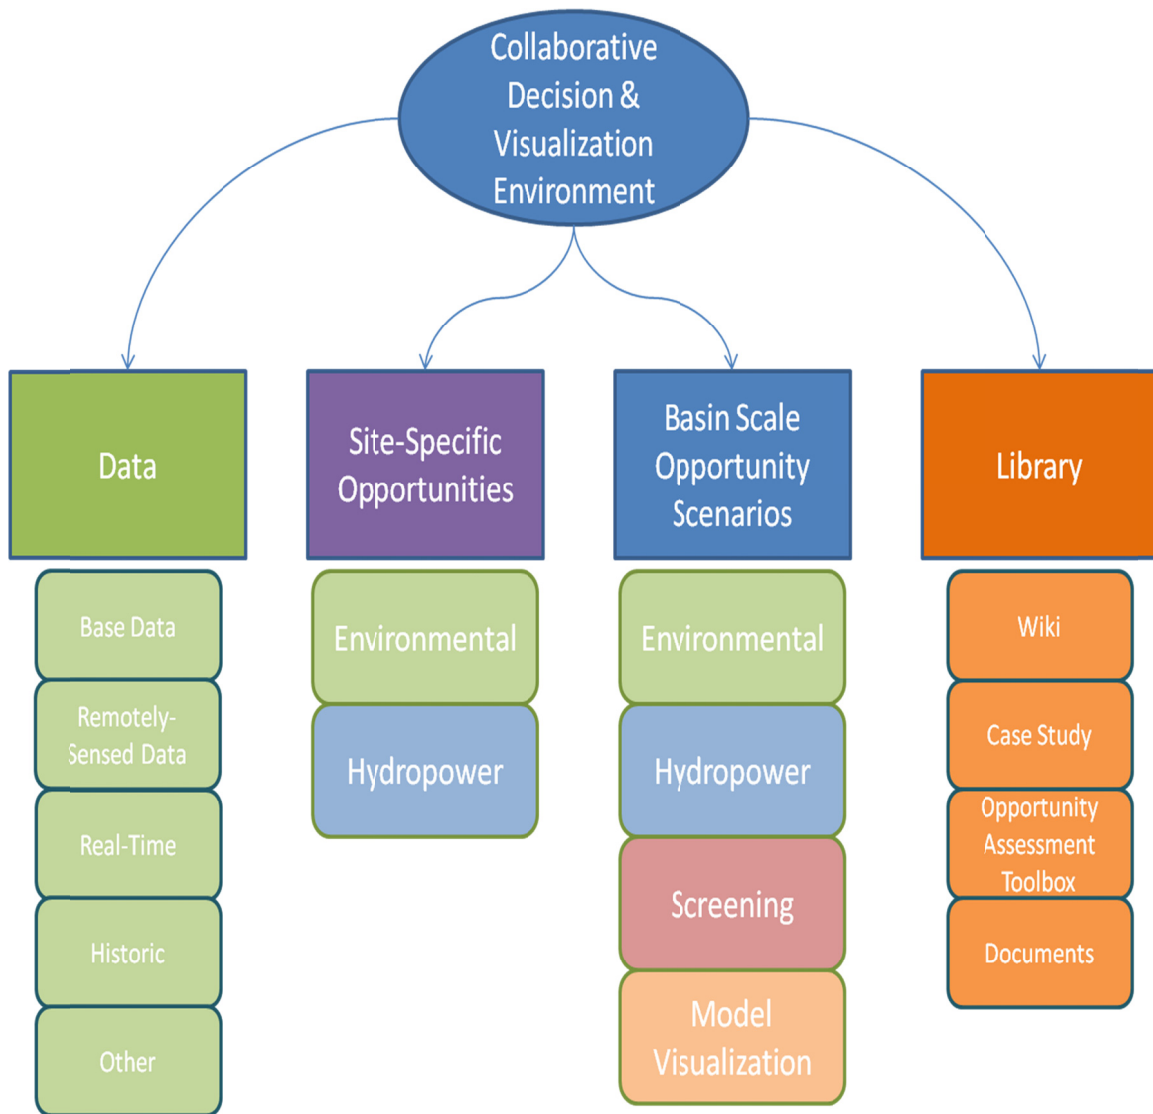 Collaborative
Decision &
Visualization
Environment
Data
Site-Specific
Opportunities
Basin Scale
Opportunity
Scenarios
Library
Base Data
Remotely-
Sensed Data
Real-Time
Historic
Other
Environmental
Hydropower
Environmental
Hydropower
Screening
Model
Visualization
Wiki
Case Study
Opportunity
Assessment
Toolbox
Documents